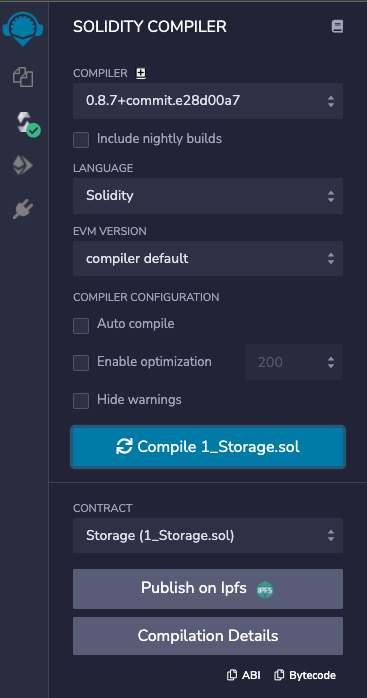 SOLIDITY COMPILER
COMPILER
0.8.7+commit.e28d00a7
Include nightly builds
LANGUAGE
Solidity
EVM VERSION
compiler default
COMPILER CONFIGURATION
Auto compile
Enable optimization 200
Hide warnings
Compile 1_Storage.sol
CONTRACT
Storage (1_Storage.sol)
Publish on Ipfs IPFS
Compilation Details
ABI Bytecode